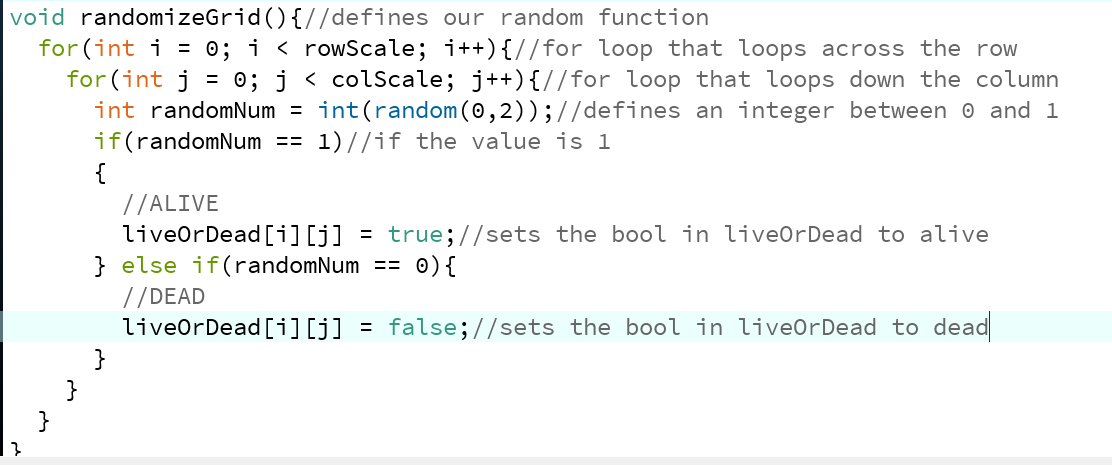 void randomizeGrid(){//defines our random function
  for(int i = 0; i < rowScale; i++){//for loop that loops across the row
    for(int j = 0; j < colScale; j++){//for loop that loops down the column
      int randomNum = int(random(0,2));//defines an integer between 0 and 1
      if(randomNum == 1)//if the value is 1
      {
        //ALIVE
        liveOrDead[i][j] = true;//sets the bool in liveOrDead to alive
      } else if(randomNum == 0){
        //DEAD
        liveOrDead[i][j] = false;//sets the bool in liveOrDead to dead
      }
    }
  }
}